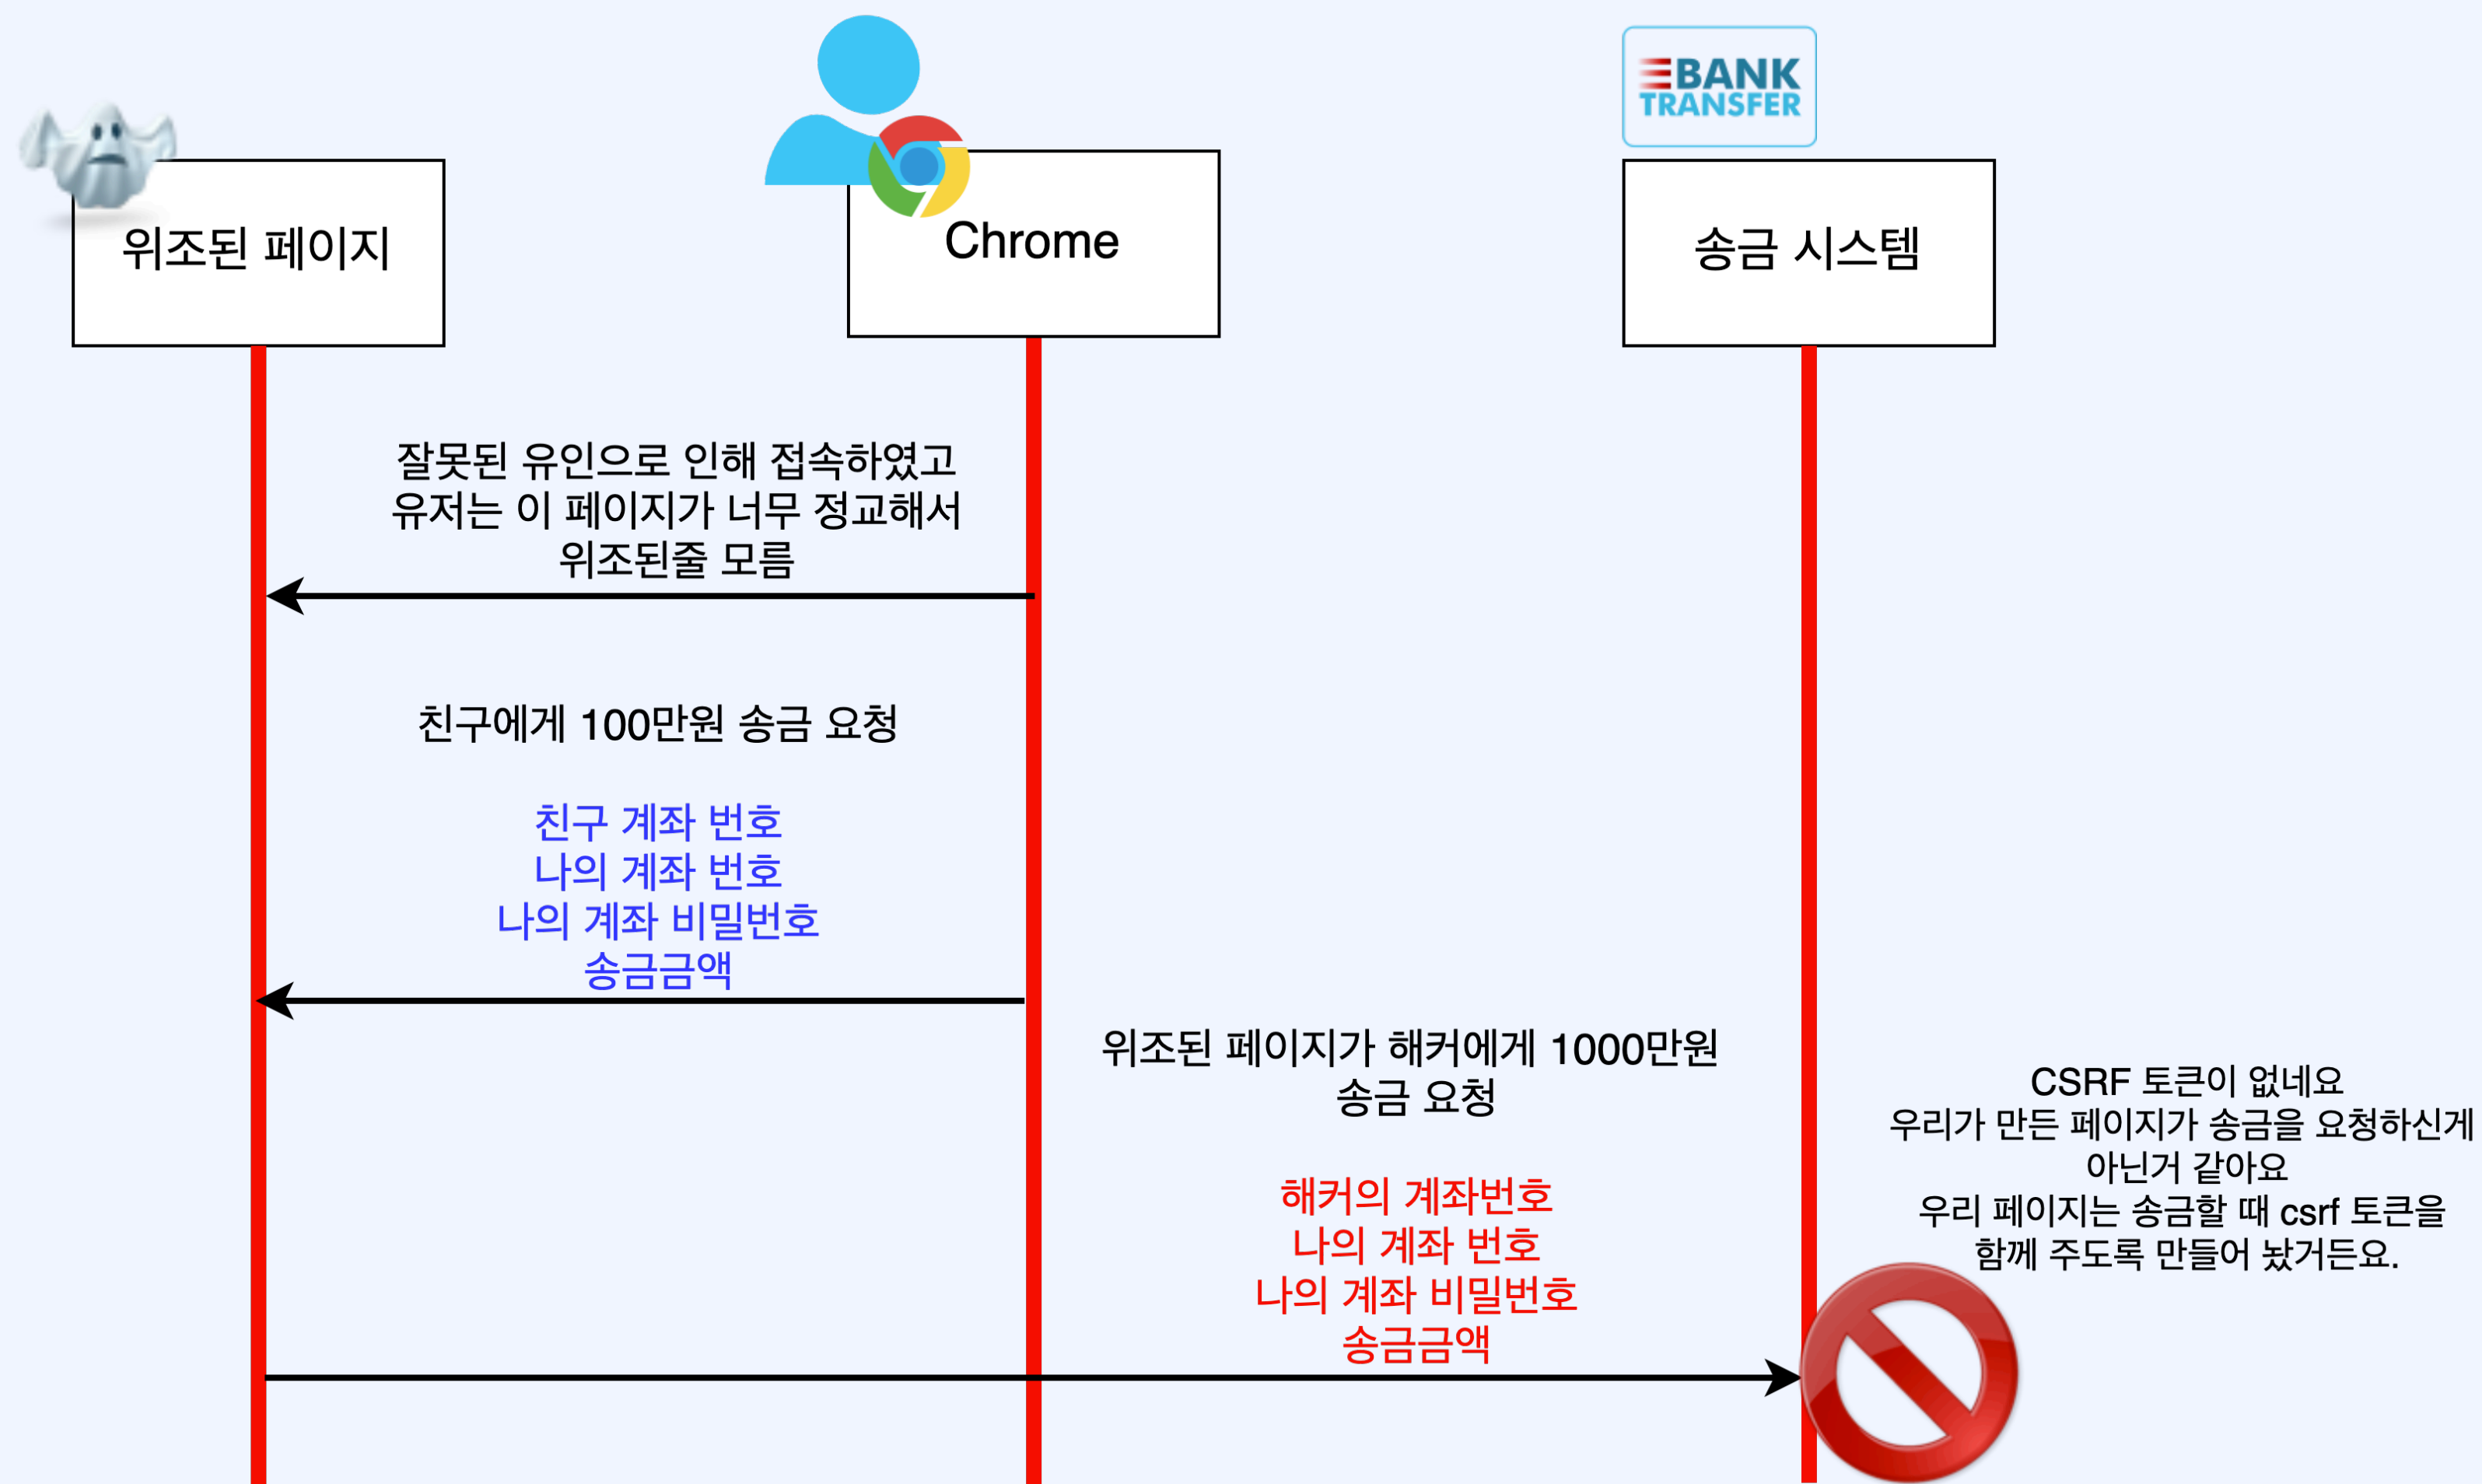 BANK
TRANSFER
위조된 페이지
Chrome
송금 시스템
잘못된 유인으로 인해 접속하였고
유저는 이 페이지가 너무 정교해서
위조된줄 모름
친구에게 100만원 송금 요청
친구 계좌 번호
나의 계좌 번호
나의 계좌 비밀번호
송금금액
위조된 페이지가 해커에게 1000만원
송금 요청
해커의 계좌번호
나의 계좌 번호
나의 계좌 비밀번호
송금금액
CSRF 토큰이 없네요
우리가 만든 페이지가 송금을 요청하신게
아닌거 같아요
우리 페이지는 송금할 때 csrf 토큰을
함께 주도록 만들어 놨거든요.